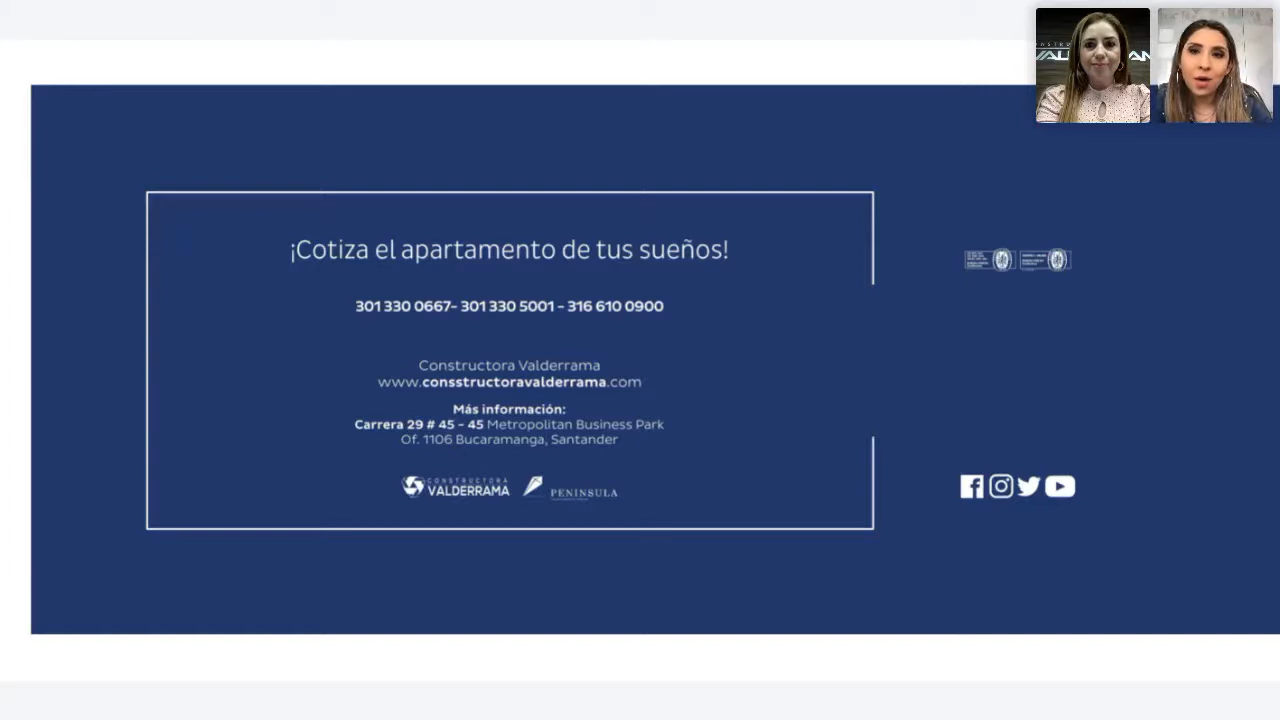 ¡Cotiza el apartamento de tus sueños!
301 330 0667- 301 330 5001 - 316 610 0900
Constructora Valderrama
www.consstructoravalderrama.com
Más información:
Carrera 29 # 45 - 45 Metropolitan Business Park
Of. 1106 Bucaramanga, Santander
CONSTRUCTORA
VALDERRAMA
PENINSULA